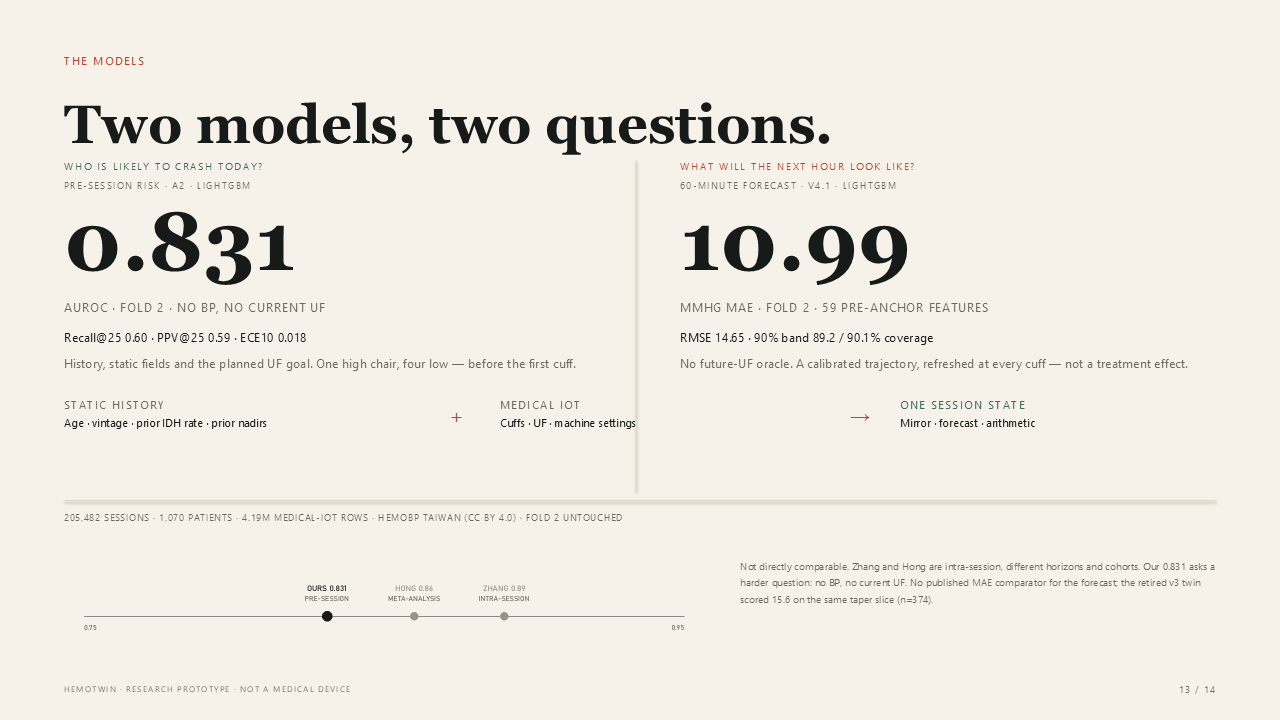 THE MODELS
Two models, two questions.
WHO IS LIKELY TO CRASH TODAY?
PRE-SESSION RISK · A2 · LIGHTGBM
0.831
AUROC · FOLD 2 · NO BP, NO CURRENT UF
Recall@25 0.60 · PPV@25 0.59 · ECE10 0.018
History, static fields and the planned UF goal. One high chair, four low — before the first cuff.
WHAT WILL THE NEXT HOUR LOOK LIKE?
60-MINUTE FORECAST · V4.1 · LIGHTGBM
10.99
MMHG MAE · FOLD 2 · 59 PRE-ANCHOR FEATURES
RMSE 14.65 · 90% band 89.2 / 90.1% coverage
No future-UF oracle. A calibrated trajectory, refreshed at every cuff — not a treatment effect.
STATIC HISTORY
Age · vintage · prior IDH rate · prior nadirs
+
MEDICAL IOT
Cuffs · UF · machine settings
→
ONE SESSION STATE
Mirror · forecast · arithmetic
205,482 SESSIONS · 1,070 PATIENTS · 4.19M MEDICAL-IOT ROWS · HEMOBP TAIWAN (CC BY 4.0) · FOLD 2 UNTOUCHED
OURS 0.831
PRE-SESSION
HONG 0.86
META-ANALYSIS
ZHANG 0.89
INTRA-SESSION
0.75
0.95
Not directly comparable. Zhang and Hong are intra-session, different horizons and cohorts. Our 0.831 asks a
harder question: no BP, no current UF. No published MAE comparator for the forecast; the retired v3 twin
scored 15.6 on the same taper slice (n=374).
HEMOTWIN · RESEARCH PROTOTYPE · NOT A MEDICAL DEVICE
13 / 14